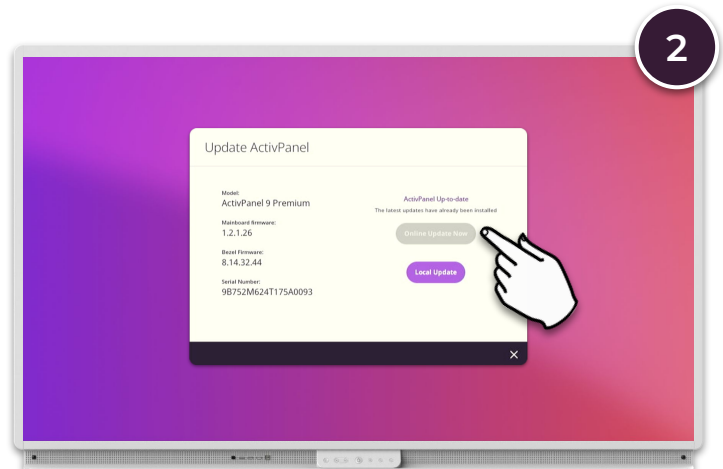 2
Update ActivPanel
Model:
ActivPanel 9 Premium
Mainboard firmware:
1.2.1.26
Bezel Firmware:
8.14.32.44
Serial Number:
9B752M624T175A0093
ActivPanel Up-to-date
The latest updates have already been installed
Online Update Now
Local Update